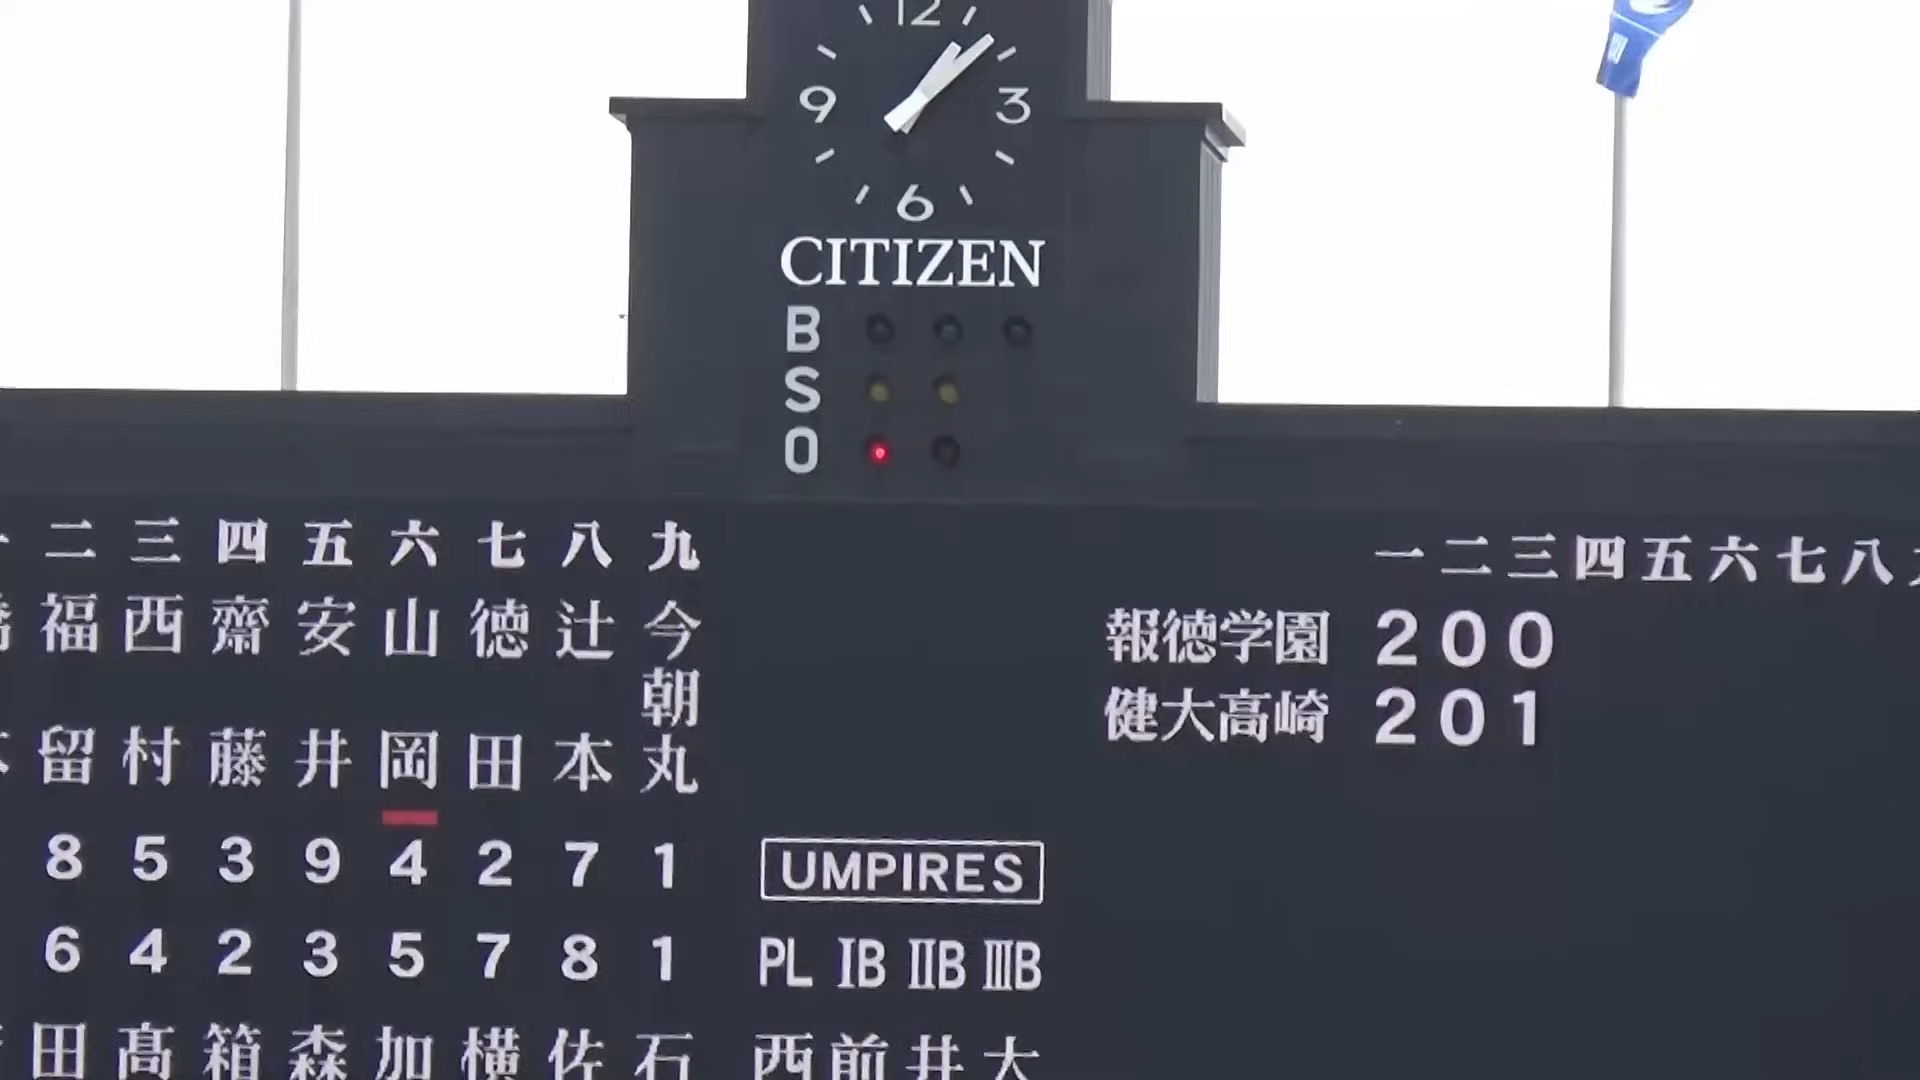 12
9 3
6
CITIZEN
B
S
O
二 三 四 五 六 七 八 九
福留 西村 齋藤 安井 山岡 徳田 辻本 今朝丸
8 5 3 9 4 2 7 1
6 4 2 3 5 7 8 1
田 髙 箱 森 加 横 佐 石
UMPIRES
PL IB IIB IIIB
西 前 井 大
一 二 三 四 五 六 七 八
報徳学園 2 0 0
健大高崎 2 0 1